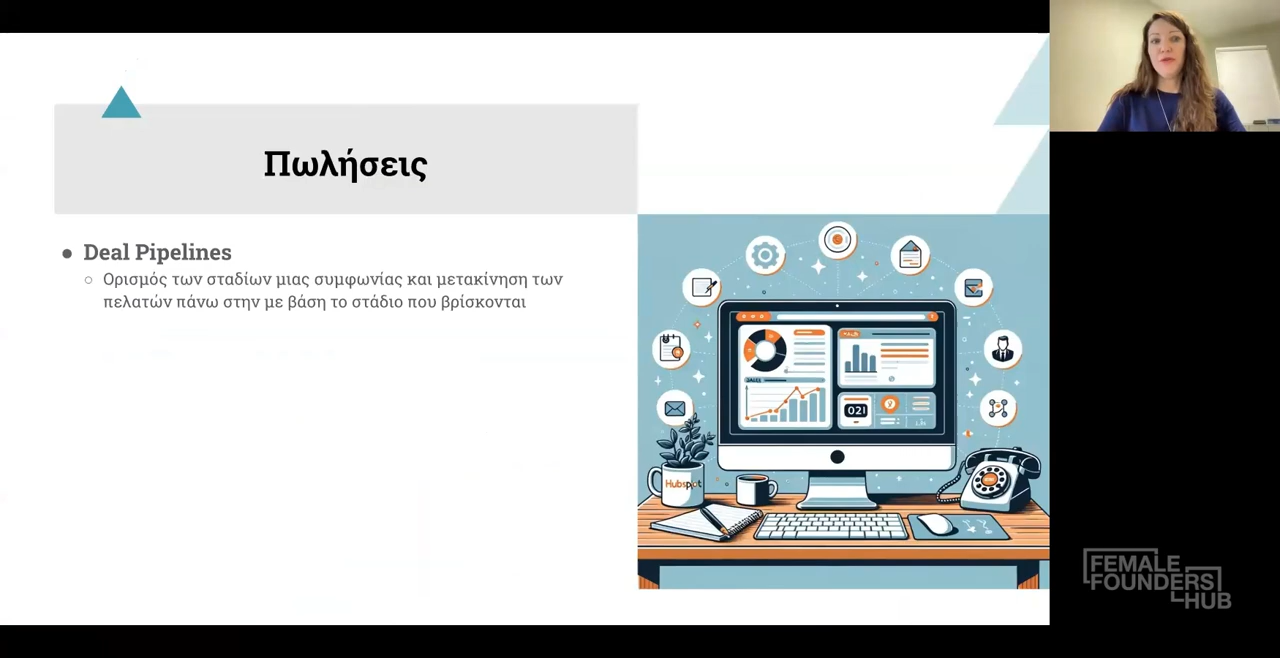 Πωλήσεις
● Deal Pipelines
○ Ορισμός των σταδίων μιας συμφωνίας και μετακίνηση των
πελατών πάνω στην με βάση το στάδιο που βρίσκονται
SALES
021
Hubspot
FEMALE
FOUNDERS
HUB